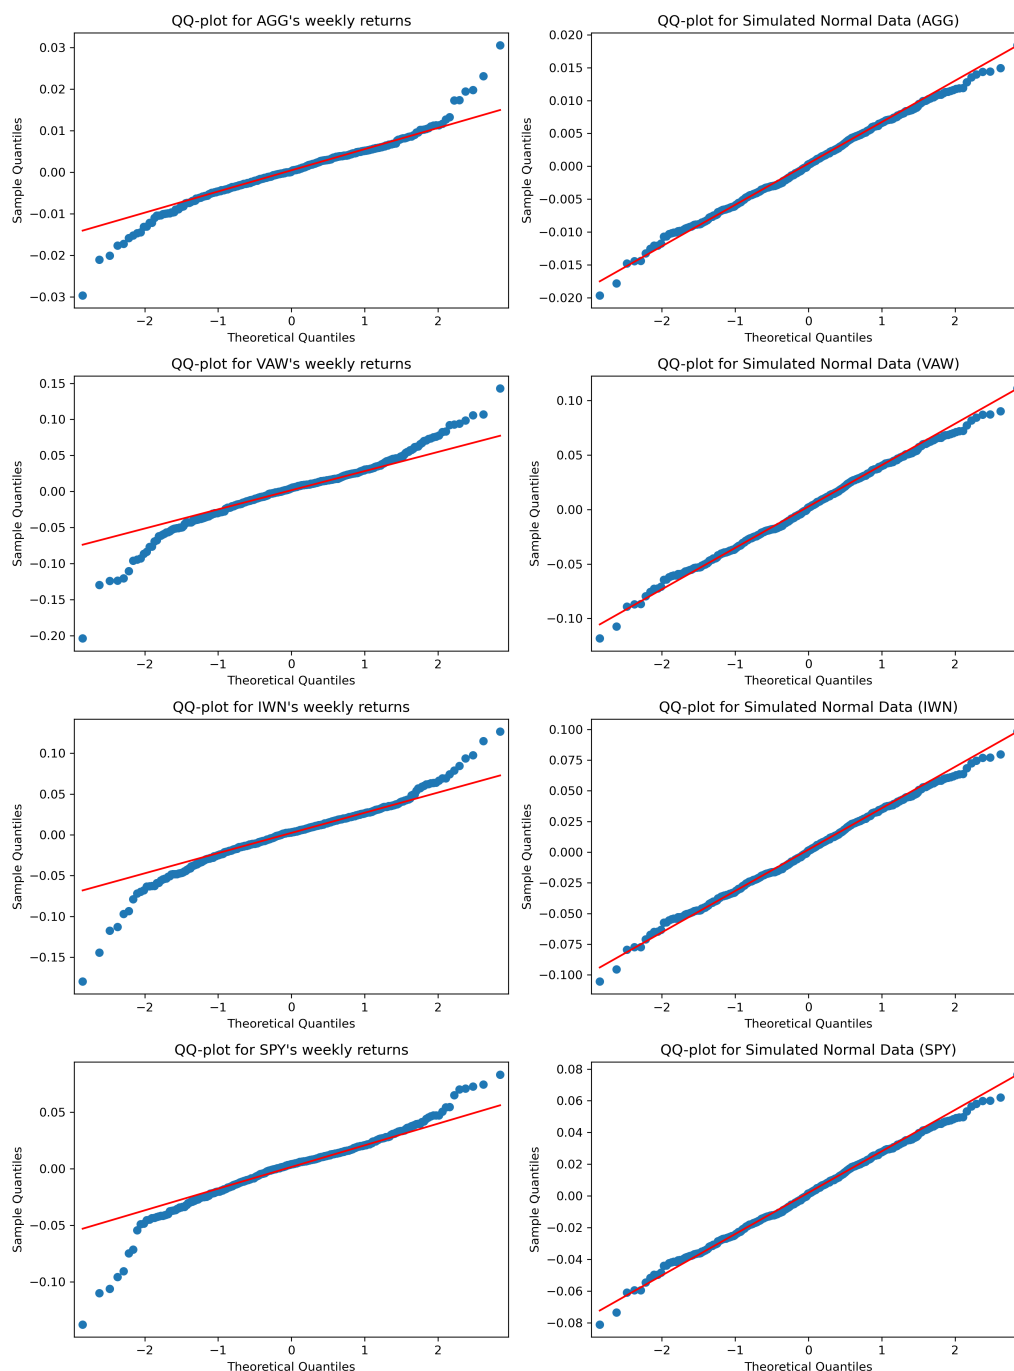 QQ-plot for AGG's weekly returns
0.03
0.02
0.01
0.00
−0.01
−0.02
−0.03
Sample Quantiles
−2 −1 0 1 2
Theoretical Quantiles
QQ-plot for Simulated Normal Data (AGG)
0.020
0.015
0.010
0.005
0.000
−0.005
−0.010
−0.015
−0.020
Sample Quantiles
−2 −1 0 1 2
Theoretical Quantiles
QQ-plot for VAW's weekly returns
0.15
0.10
0.05
0.00
−0.05
−0.10
−0.15
−0.20
Sample Quantiles
−2 −1 0 1 2
Theoretical Quantiles
QQ-plot for Simulated Normal Data (VAW)
0.10
0.05
0.00
−0.05
−0.10
Sample Quantiles
−2 −1 0 1 2
Theoretical Quantiles
QQ-plot for IWN's weekly returns
0.10
0.05
0.00
−0.05
−0.10
−0.15
Sample Quantiles
−2 −1 0 1 2
Theoretical Quantiles
QQ-plot for Simulated Normal Data (IWN)
0.100
0.075
0.050
0.025
0.000
−0.025
−0.050
−0.075
−0.100
Sample Quantiles
−2 −1 0 1 2
Theoretical Quantiles
QQ-plot for SPY's weekly returns
0.05
0.00
−0.05
−0.10
Sample Quantiles
−2 −1 0 1 2
Theoretical Quantiles
QQ-plot for Simulated Normal Data (SPY)
0.08
0.06
0.04
0.02
0.00
−0.02
−0.04
−0.06
−0.08
Sample Quantiles
−2 −1 0 1 2
Theoretical Quantiles